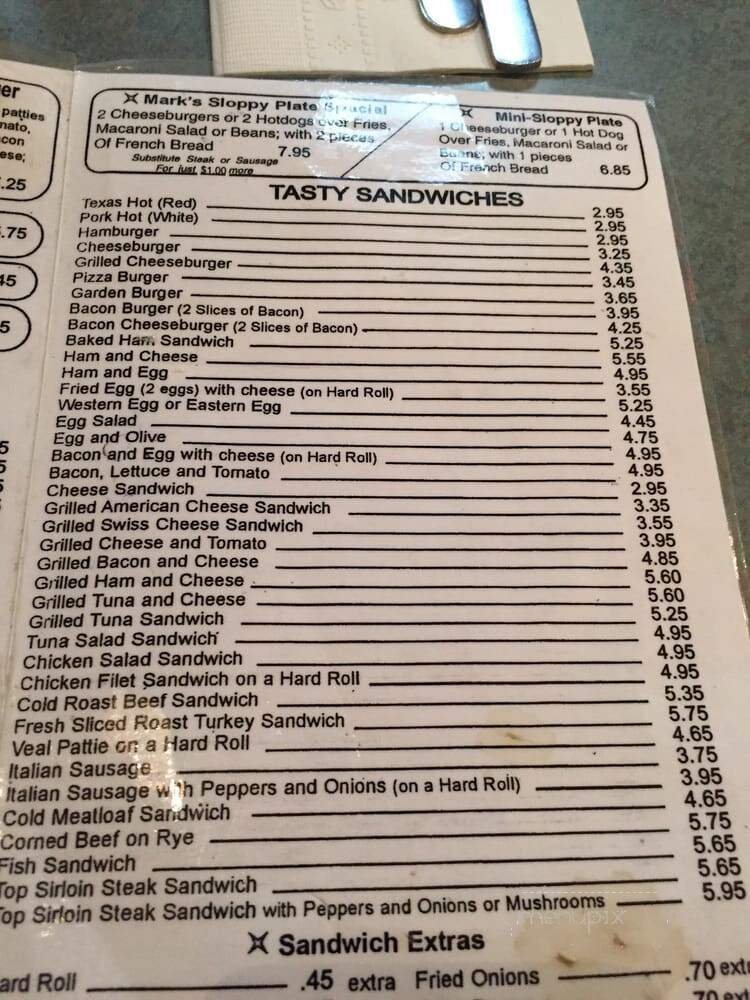 er
patties
nato,
con
ese;
.25
.75
45
5
Mark's Sloppy Plate Special
2 Cheeseburgers or 2 Hotdogs over Fries,
Macaroni Salad or Beans; with 2 pieces
Of French Bread 7.95
Substitute Steak or Sausage
For just $1.00 more
Mini-Sloppy Plate
1 Cheeseburger or 1 Hot Dog
Over Fries, Macaroni Salad or
Beans; with 1 pieces
Of French Bread 6.85
TASTY SANDWICHES
Texas Hot (Red) 2.95
Pork Hot (White) 2.95
Hamburger 2.95
Cheeseburger 3.25
Grilled Cheeseburger 4.35
Pizza Burger 3.45
Garden Burger 3.65
Bacon Burger (2 Slices of Bacon) 3.95
Bacon Cheeseburger (2 Slices of Bacon) 4.25
Baked Ham Sandwich 5.25
Ham and Cheese 5.55
Ham and Egg 4.95
Fried Egg (2 eggs) with cheese (on Hard Roll) 3.55
Western Egg or Eastern Egg 5.25
Egg Salad 4.45
Egg and Olive 4.75
Bacon and Egg with cheese (on Hard Roll) 4.95
Bacon, Lettuce and Tomato 4.95
Cheese Sandwich 2.95
Grilled American Cheese Sandwich 3.35
Grilled Swiss Cheese Sandwich 3.55
Grilled Cheese and Tomato 3.95
Grilled Bacon and Cheese 4.85
Grilled Ham and Cheese 5.60
Grilled Tuna and Cheese 5.60
Grilled Tuna Sandwich 5.25
Tuna Salad Sandwich 4.95
Chicken Salad Sandwich 4.95
Chicken Filet Sandwich on a Hard Roll 4.95
Cold Roast Beef Sandwich 5.35
Fresh Sliced Roast Turkey Sandwich 5.75
Veal Pattie on a Hard Roll 4.65
Italian Sausage 3.75
Italian Sausage with Peppers and Onions (on a Hard Roll) 3.95
Cold Meatloaf Sandwich 4.65
Corned Beef on Rye 5.75
Fish Sandwich 5.65
Top Sirloin Steak Sandwich 5.65
Top Sirloin Steak Sandwich with Peppers and Onions or Mushrooms 5.95
menupix
Sandwich Extras
ard Roll .45 extra Fried Onions .70 extr
.70 ext